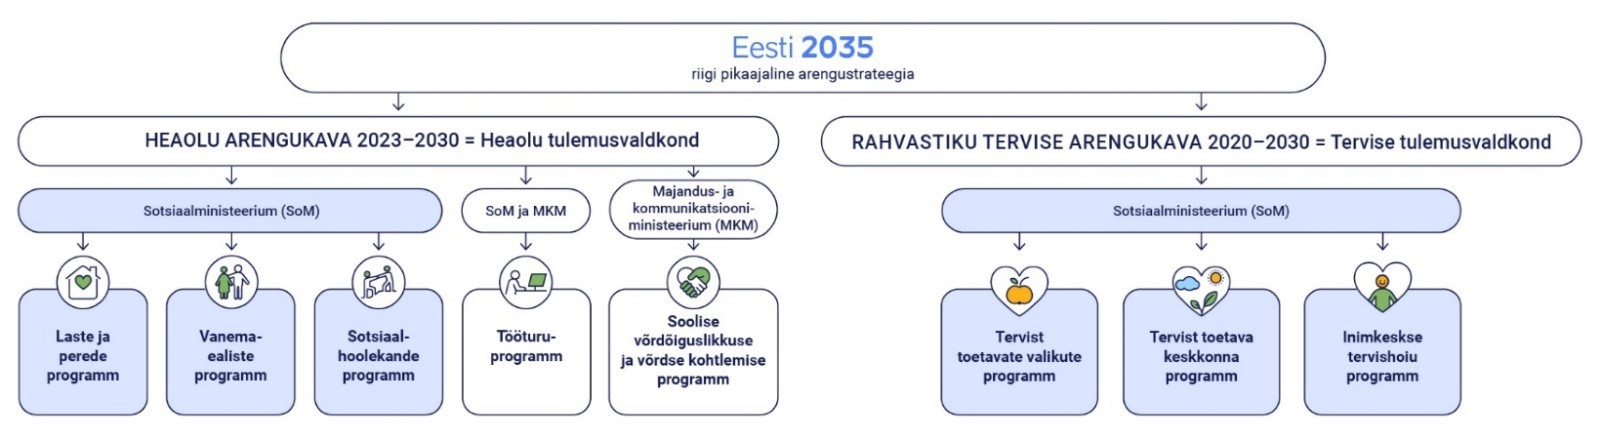 Eesti 2035
riigi pikaajaline arengustrateegia
HEAOLU ARENGUKAVA 2023–2030 = Heaolu tulemusvaldkond
RAHVASTIKU TERVISE ARENGUKAVA 2020–2030 = Tervise tulemusvaldkond
Sotsiaalministeerium (SoM)
SoM ja MKM
Majandus- ja
kommunikatsiooni-
ministeerium (MKM)
Sotsiaalministeerium (SoM)
Laste ja
perede
programm
Vanema-
ealiste
programm
Sotsiaal-
hoolekande
programm
Tööturu-
programm
Soolise
võrdõiguslikkuse
ja võrdse kohtlemise
programm
Tervist
toetavate valikute
programm
Tervist toetava
keskkonna
programm
Inimkeskse
tervishoiu
programm